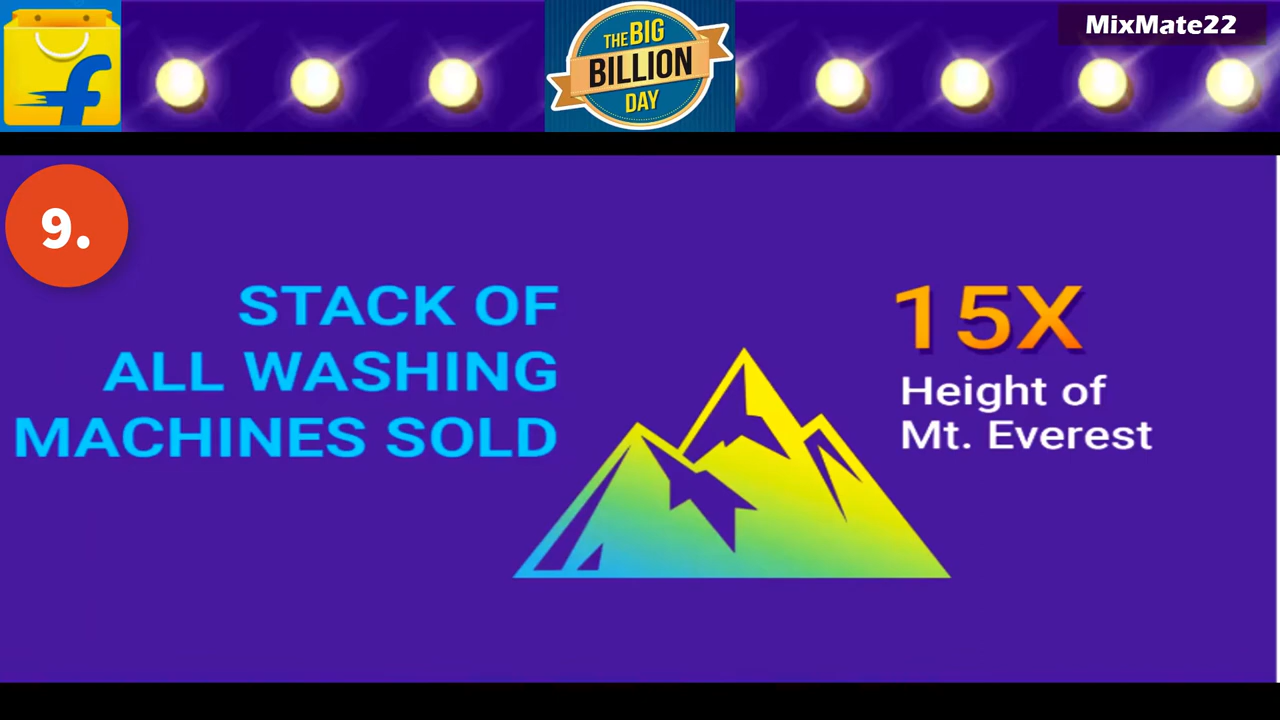 f
THE BIG
BILLION
DAY
MixMate22
9.
STACK OF
ALL WASHING
MACHINES SOLD
15X
Height of
Mt. Everest